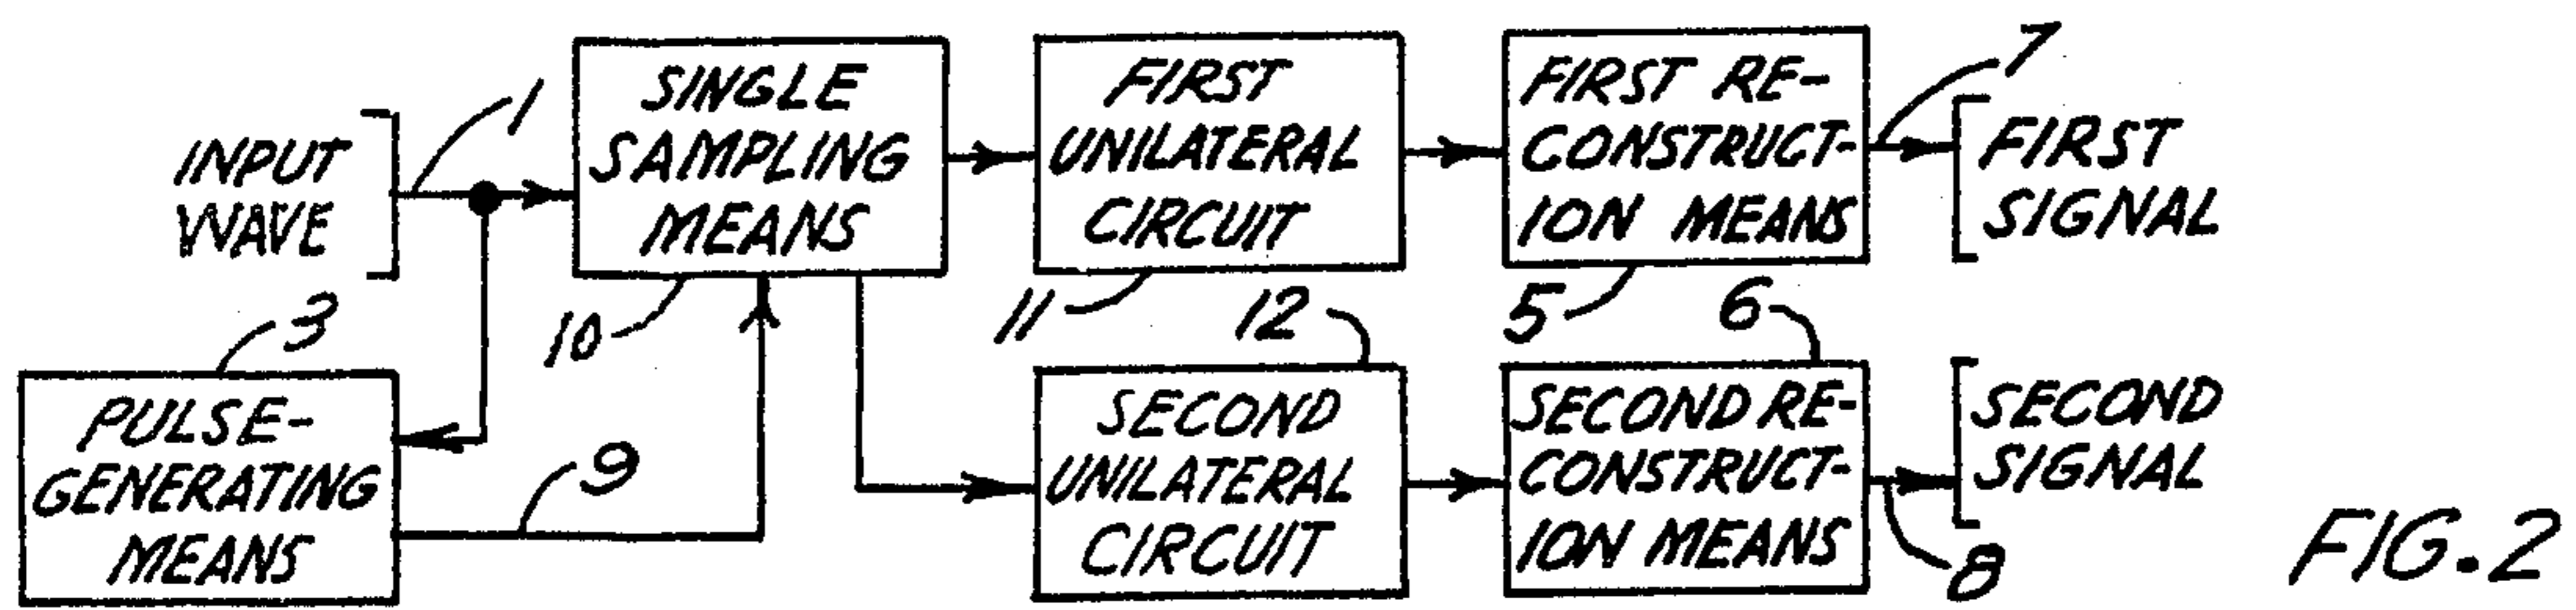 INPUT
WAVE
1
SINGLE
SAMPLING
MEANS
10
FIRST
UNILATERAL
CIRCUIT
11
FIRST RE-
CONSTRUCT-
ION MEANS
5
7
FIRST
SIGNAL
3
PULSE-
GENERATING
MEANS
9
12
SECOND
UNILATERAL
CIRCUIT
6
SECOND RE-
CONSTRUCT-
ION MEANS
8
SECOND
SIGNAL
FIG. 2